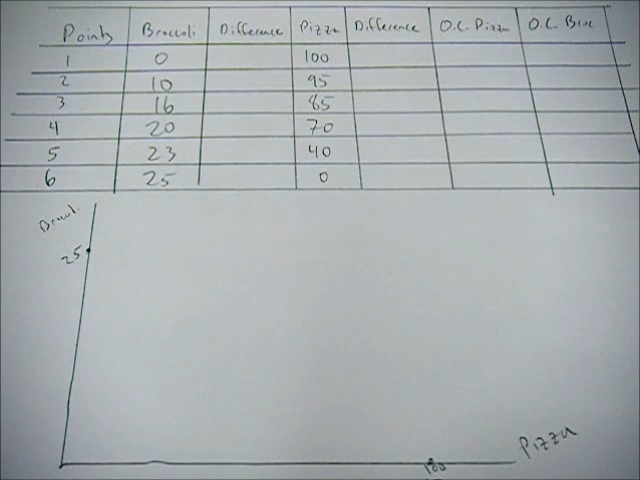 Points Broccoli Difference Pizza Difference O.C. Pizza O.C. Broc
1 0 100
2 10 95
3 16 85
4 20 70
5 23 40
6 25 0
Broccoli
25
Pizza
100